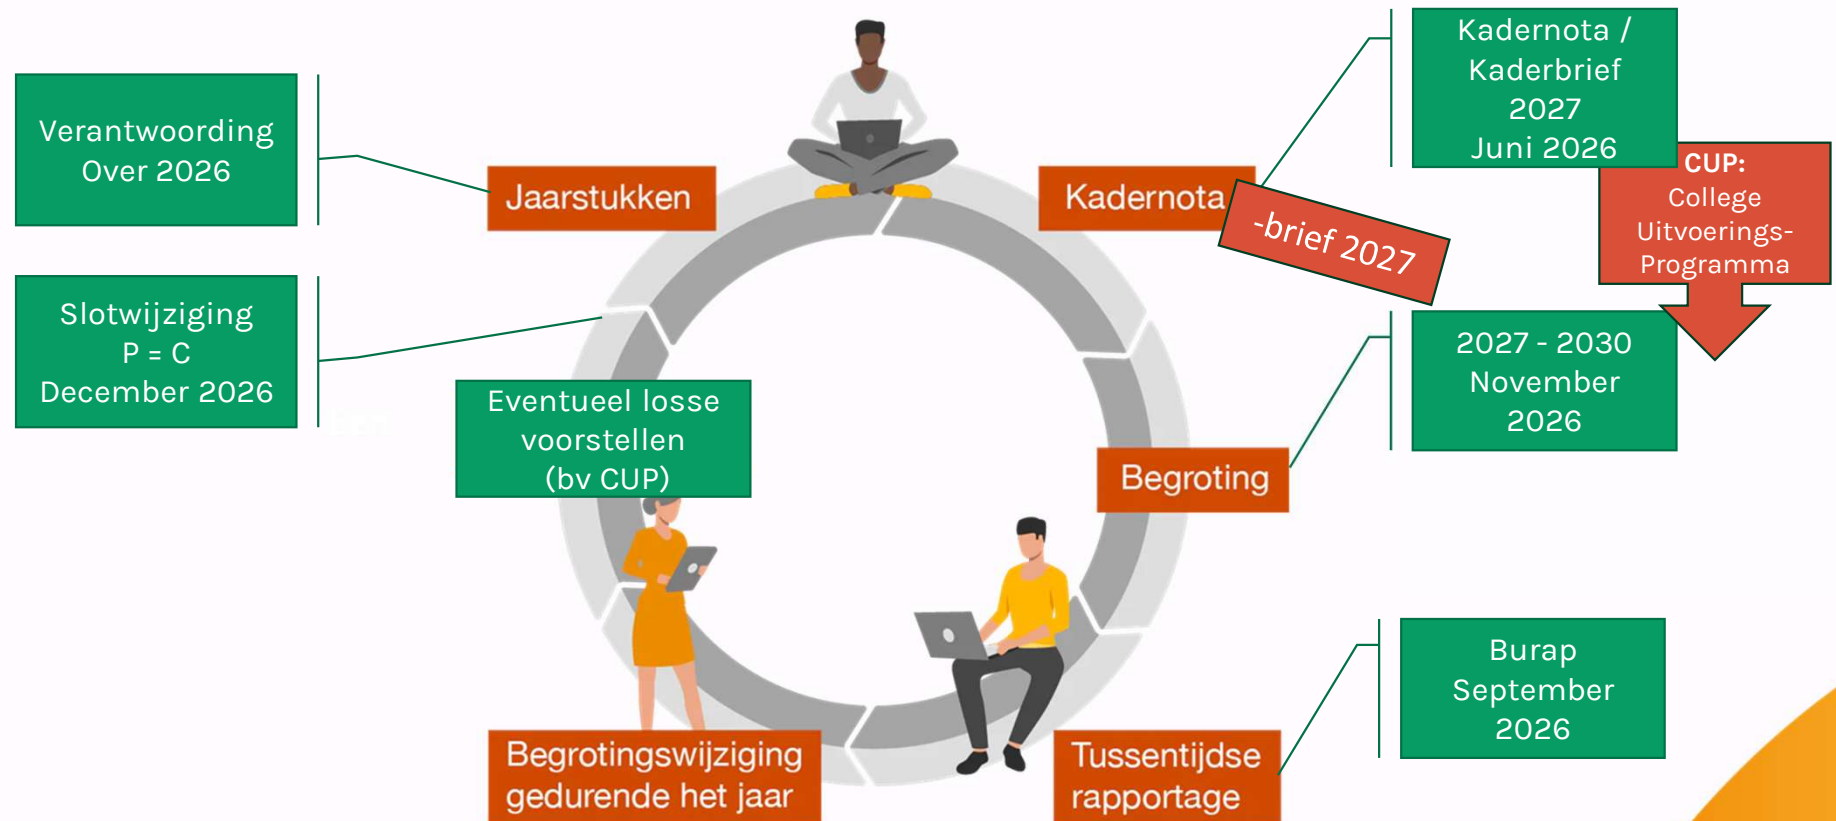 Verantwoording
Over 2026
Jaarstukken
Slotwijziging
P = C
December 2026
Eventueel losse
voorstellen
(bv CUP)
Begrotingswijziging
gedurende het jaar
Kadernota
-brief 2027
Kadernota /
Kaderbrief
2027
Juni 2026
CUP:
College
Uitvoerings-
Programma
2027 - 2030
November
2026
Begroting
Burap
September
2026
Tussentijdse
rapportage